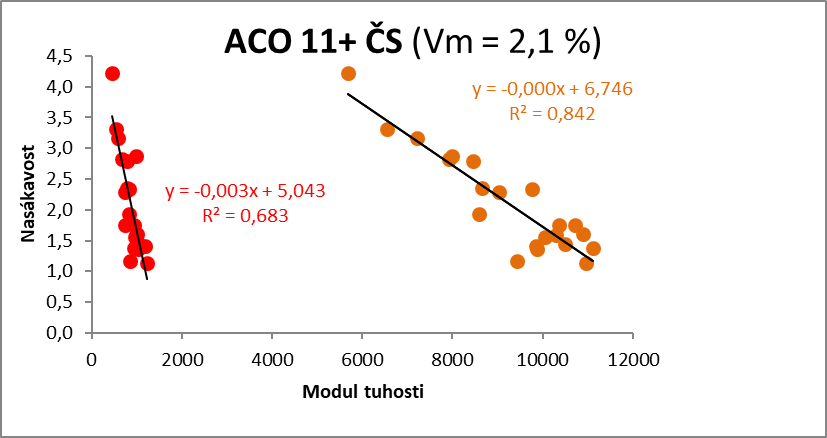 ACO 11+ ČS (Vm = 2,1 %)
4,5
4,0
3,5
3,0
2,5
2,0
1,5
1,0
0,5
0,0
Nasákavost
y = -0,000x + 6,746
R² = 0,842
y = -0,003x + 5,043
R² = 0,683
0 2000 4000 6000 8000 10000 12000
Modul tuhosti